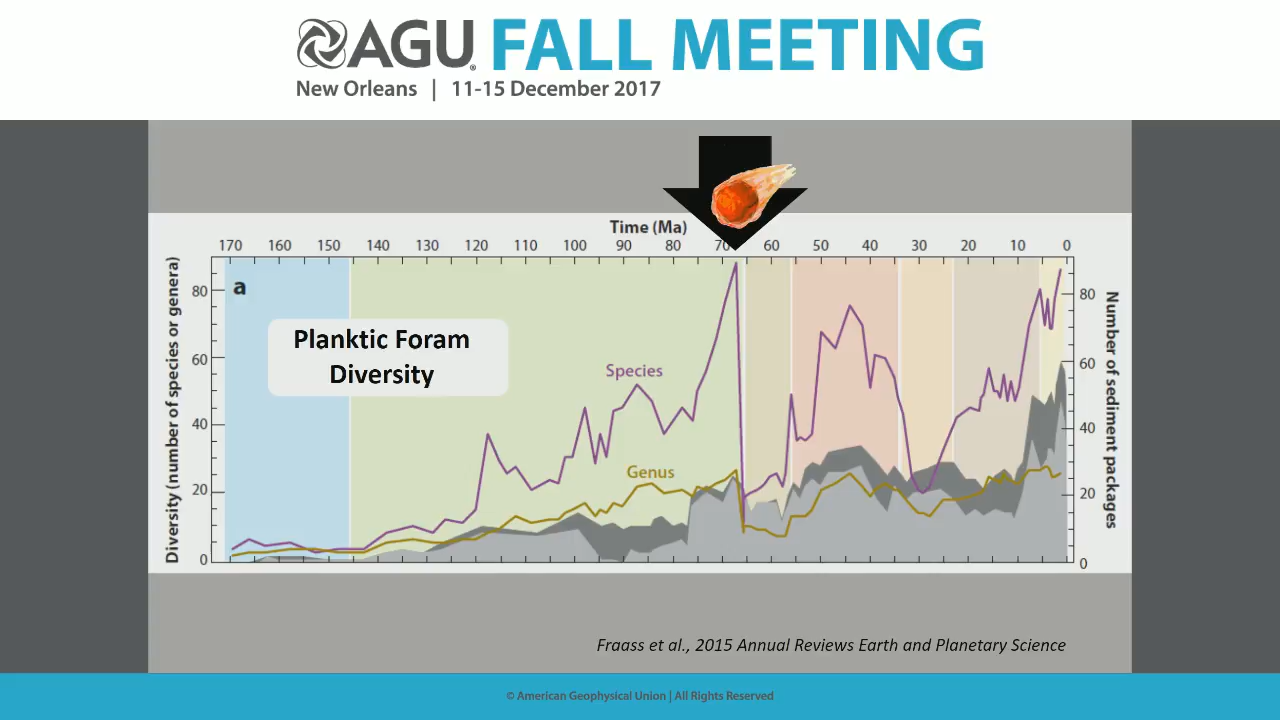 AGU FALL MEETING
New Orleans | 11-15 December 2017
Time (Ma)
170 160 150 140 130 120 110 100 90 80 70 60 50 40 30 20 10 0
a
Planktic Foram
Diversity
Species
Genus
Diversity (number of species or genera)
80
60
40
20
0
Number of sediment packages
80
60
40
20
0
Fraass et al., 2015 Annual Reviews Earth and Planetary Science
© American Geophysical Union | All Rights Reserved